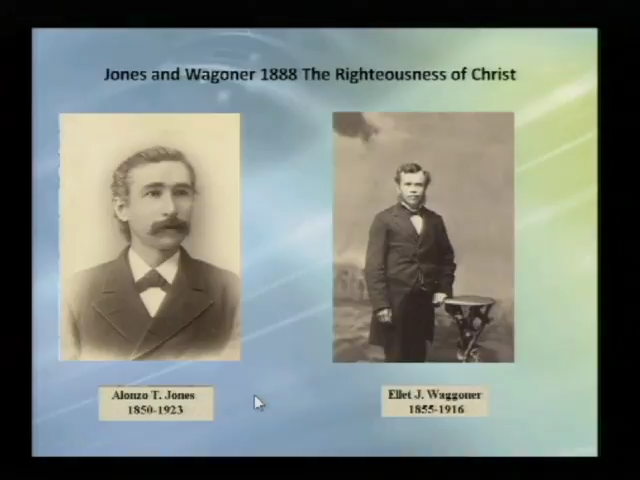 Jones and Wagoner 1888 The Righteousness of Christ
Alonzo T. Jones
1850-1923
Ellet J. Waggoner
1855-1916